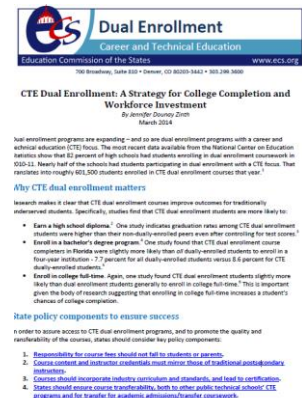 ecs
Dual Enrollment
Career and Technical Education
Education Commission of the States www.ecs.org
700 Broadway, Suite 810 • Denver, CO 80203-3442 • 303.299.3600
CTE Dual Enrollment: A Strategy for College Completion and
Workforce Investment
By Jennifer Dounay Zinth
March 2014
Dual enrollment programs are expanding – and so are dual enrollment programs with a career and
technical education (CTE) focus. The most recent data available from the National Center on Education
Statistics show that 82 percent of high schools had students enrolling in dual enrollment coursework in
2010-11. Nearly half of the schools had students participating in dual enrollment with a CTE focus. That
translates into roughly 601,500 students enrolled in CTE dual enrollment courses that year.1
Why CTE dual enrollment matters
Research makes it clear that CTE dual enrollment courses improve outcomes for traditionally
underserved students. Specifically, studies find that CTE dual enrollment students are more likely to:
• Earn a high school diploma.2 One study indicates graduation rates among CTE dual enrollment
students were higher than their non-dually-enrolled peers even after controlling for test scores.3
• Enroll in a bachelor's degree program.4 One study found that CTE dual enrollment course
completers in Florida were slightly more likely than all dually-enrolled students to enroll in a
four-year institution - 7.7 percent for all dually-enrolled students versus 8.6 percent for CTE
dually-enrolled students.5
• Enroll in college full-time. Again, one study found CTE dual enrollment students slightly more
likely than dual enrollment students generally to enroll in college full-time.6 This is important
given the body of research suggesting that enrolling in college full-time increases a student's
chances of college completion.
State policy components to ensure success
In order to assure access to CTE dual enrollment programs, and to promote the quality and
transferability of the courses, states should consider key policy components:
1. Responsibility for course fees should not fall to students or parents.
2. Course content and instructor credentials must mirror those of traditional postsecondary
instructors.
3. Courses should incorporate industry curriculum and standards, and lead to certification.
4. States should ensure course transferability, both to other public technical schools' CTE
programs and for transfer for academic admissions/transfer coursework.